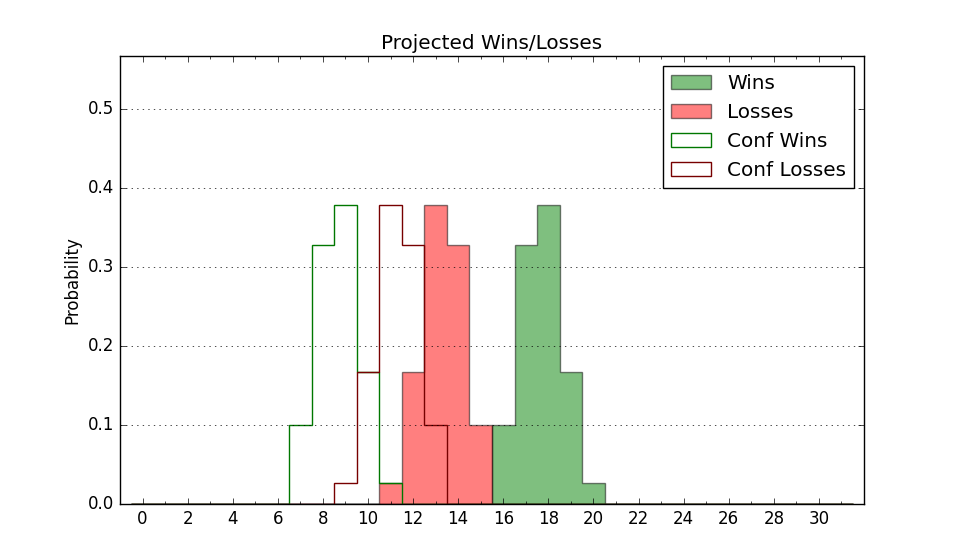 Projected Wins/Losses
Wins
Losses
Conf Wins
Conf Losses
Probability
0.5
0.4
0.3
0.2
0.1
0.0
0 2 4 6 8 10 12 14 16 18 20 22 24 26 28 30